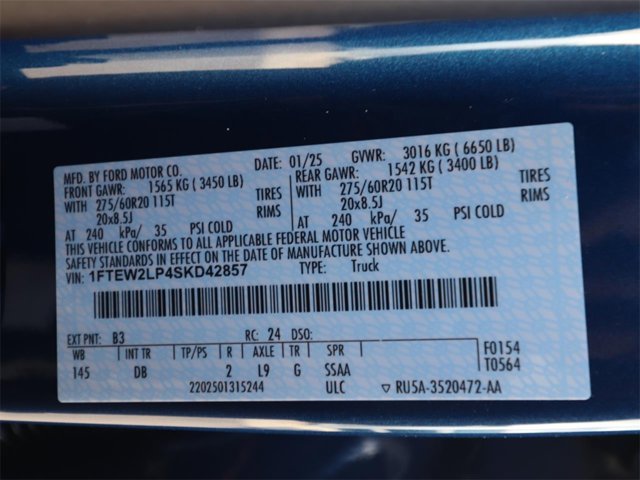 MFD. BY FORD MOTOR CO. DATE: 01/25 GVWR: 3016 KG ( 6650 LB)
FRONT GAWR: 1565 KG ( 3450 LB) REAR GAWR: 1542 KG ( 3400 LB)
WITH 275/60R20 115T TIRES WITH 275/60R20 115T TIRES
20x8.5J RIMS 20x8.5J RIMS
AT 240 kPa/ 35 PSI COLD AT 240 kPa/ 35 PSI COLD
THIS VEHICLE CONFORMS TO ALL APPLICABLE FEDERAL MOTOR VEHICLE
SAFETY STANDARDS IN EFFECT ON THE DATE OF MANUFACTURE SHOWN ABOVE.
VIN: 1FTEW2LP4SKD42857 TYPE: Truck
EXT PNT: B3 RC: 24 DSO:
WB INT TR TP/PS R AXLE TR SPR F0154
145 DB 2 L9 G SSAA T0564
2202501315244 ULC ▽ RU5A-3520472-AA